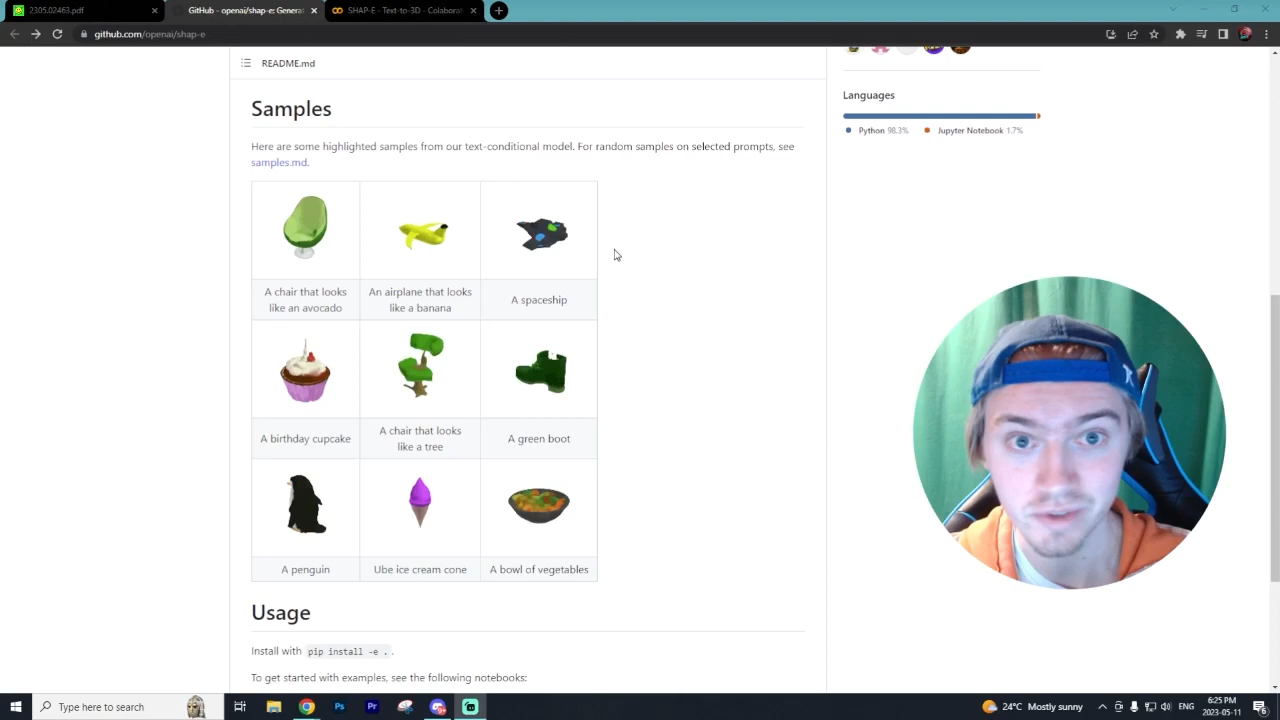 2305.02463.pdf
GitHub - openai/shap-e: Genera
SHAP-E - Text-to-3D - Colaborat
github.com/openai/shap-e
README.md
Samples
Here are some highlighted samples from our text-conditional model. For random samples on selected prompts, see
samples.md.
A chair that looks
like an avocado
An airplane that looks
like a banana
A spaceship
A birthday cupcake
A chair that looks
like a tree
A green boot
A penguin
Ube ice cream cone
A bowl of vegetables
Usage
Install with pip install -e . .
To get started with examples, see the following notebooks:
Languages
Python 98.3%
Jupyter Notebook 1.7%
Type here to search
Ps
Pr
24°C Mostly sunny
ENG
6:25 PM
2023-05-11
6